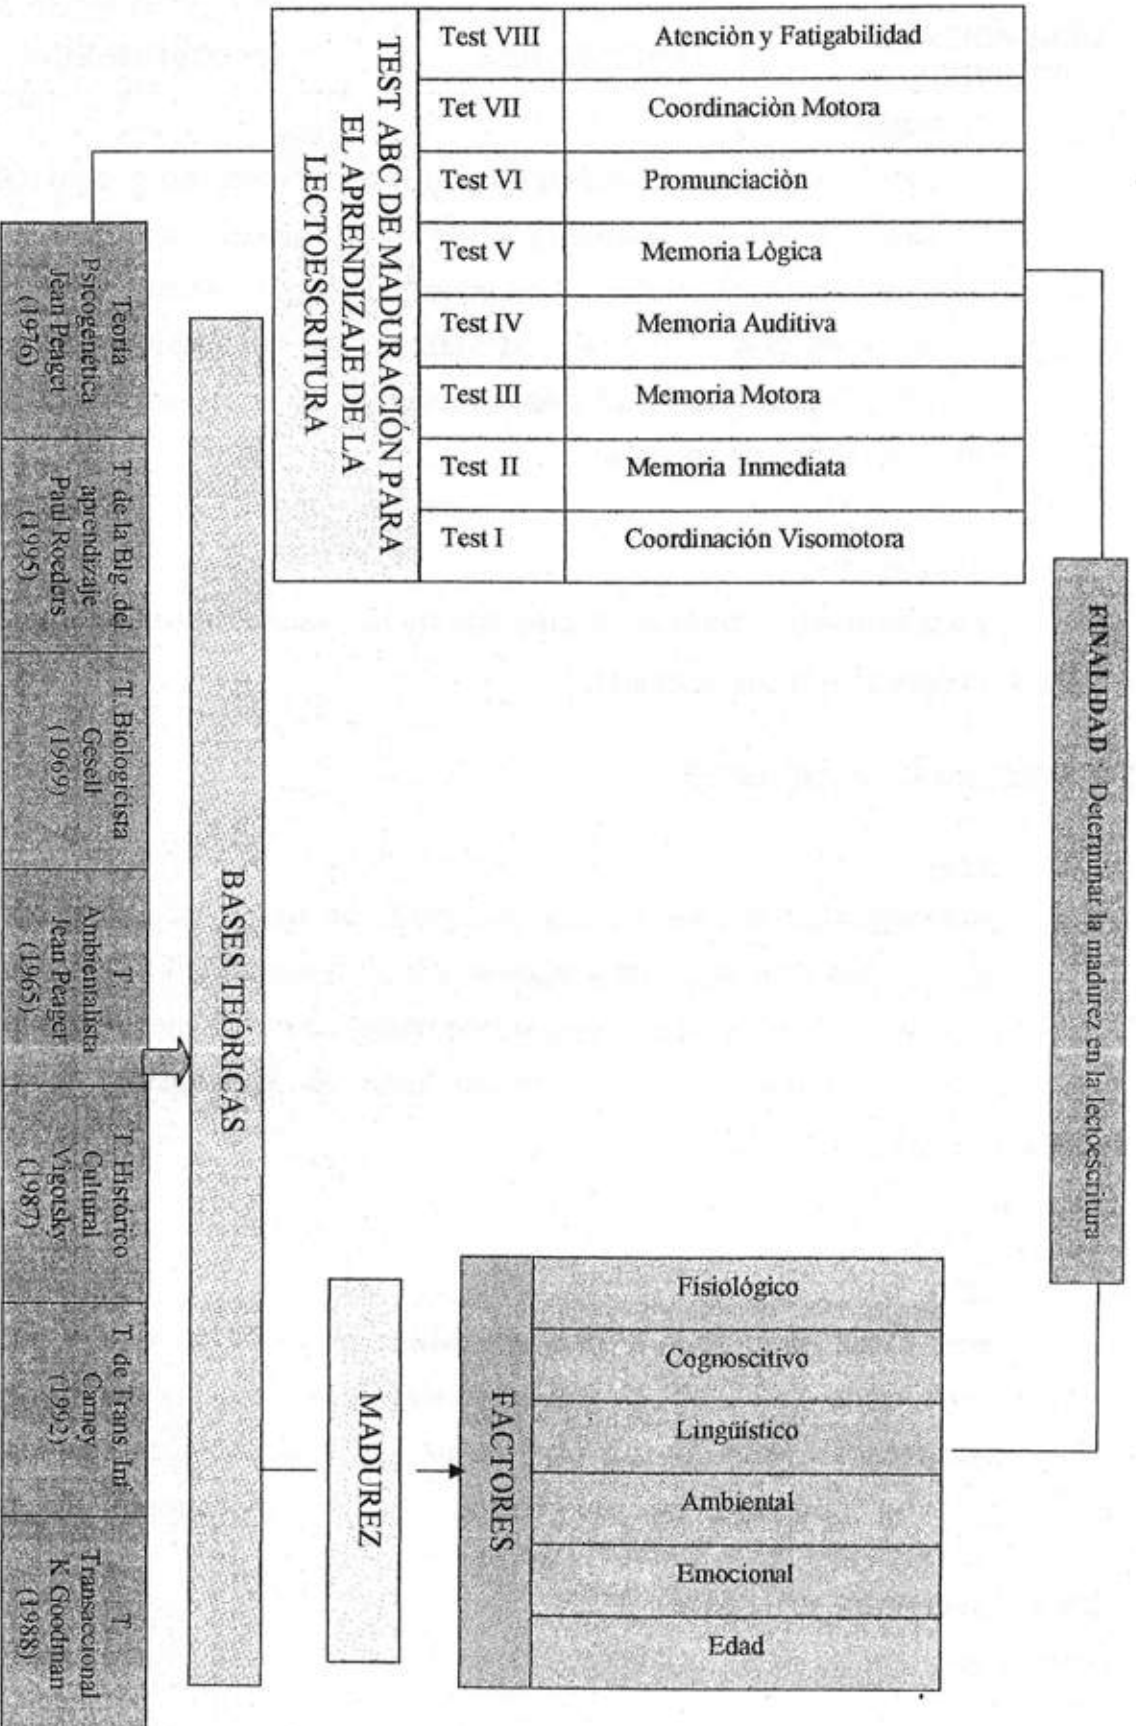 Test VIII Atenciòn y Fatigabilidad
Tet VII Coordinaciòn Motora
Test VI Promunciaciòn
Test V Memoria Lògica
Test IV Memoria Auditiva
Test III Memoria Motora
Test II Memoria Inmediata
Test I Coordinación Visomotora
TEST ABC DE MADURACIÓN PARA
EL APRENDIZAJE DE LA
LECTOESCRITURA
FINALIDAD : Determinar la madurez en la lectoescritura
BASES TEÓRICAS
Teoria
Psicogenetica
Jean Peaget
(1976)
T de la Blg. del
aprendizaje
Paul Roeders
(1995)
T. Biologicista
Gesell
(1969)
T.
Ambientalista
Jean Peager
(1965)
T. Histórico
Cultural
Vigotsky
(1987)
T de Trans Inf
Carney
(1992)
T.
Transaccional
K Goodman
(1988)
MADUREZ
FACTORES
Fisiológico
Cognoscitivo
Lingüístico
Ambiental
Emocional
Edad